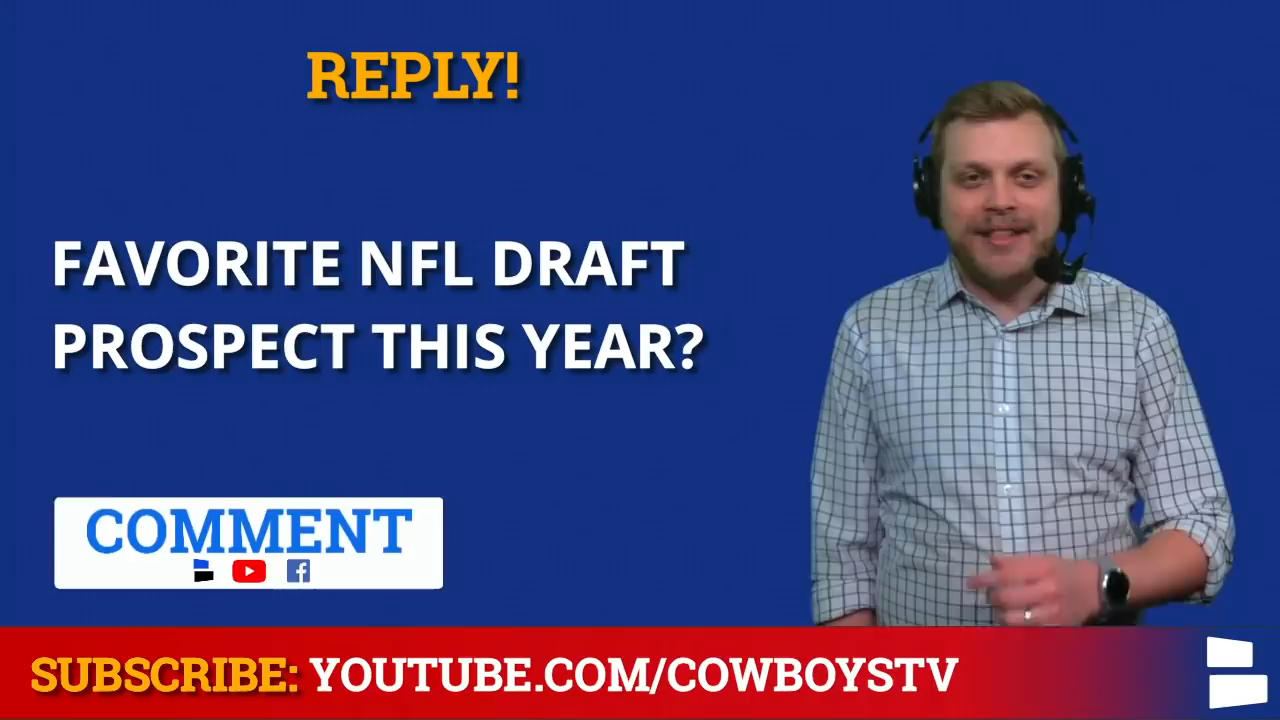 REPLY!
FAVORITE NFL DRAFT
PROSPECT THIS YEAR?
COMMENT
SUBSCRIBE: YOUTUBE.COM/COWBOYSTV